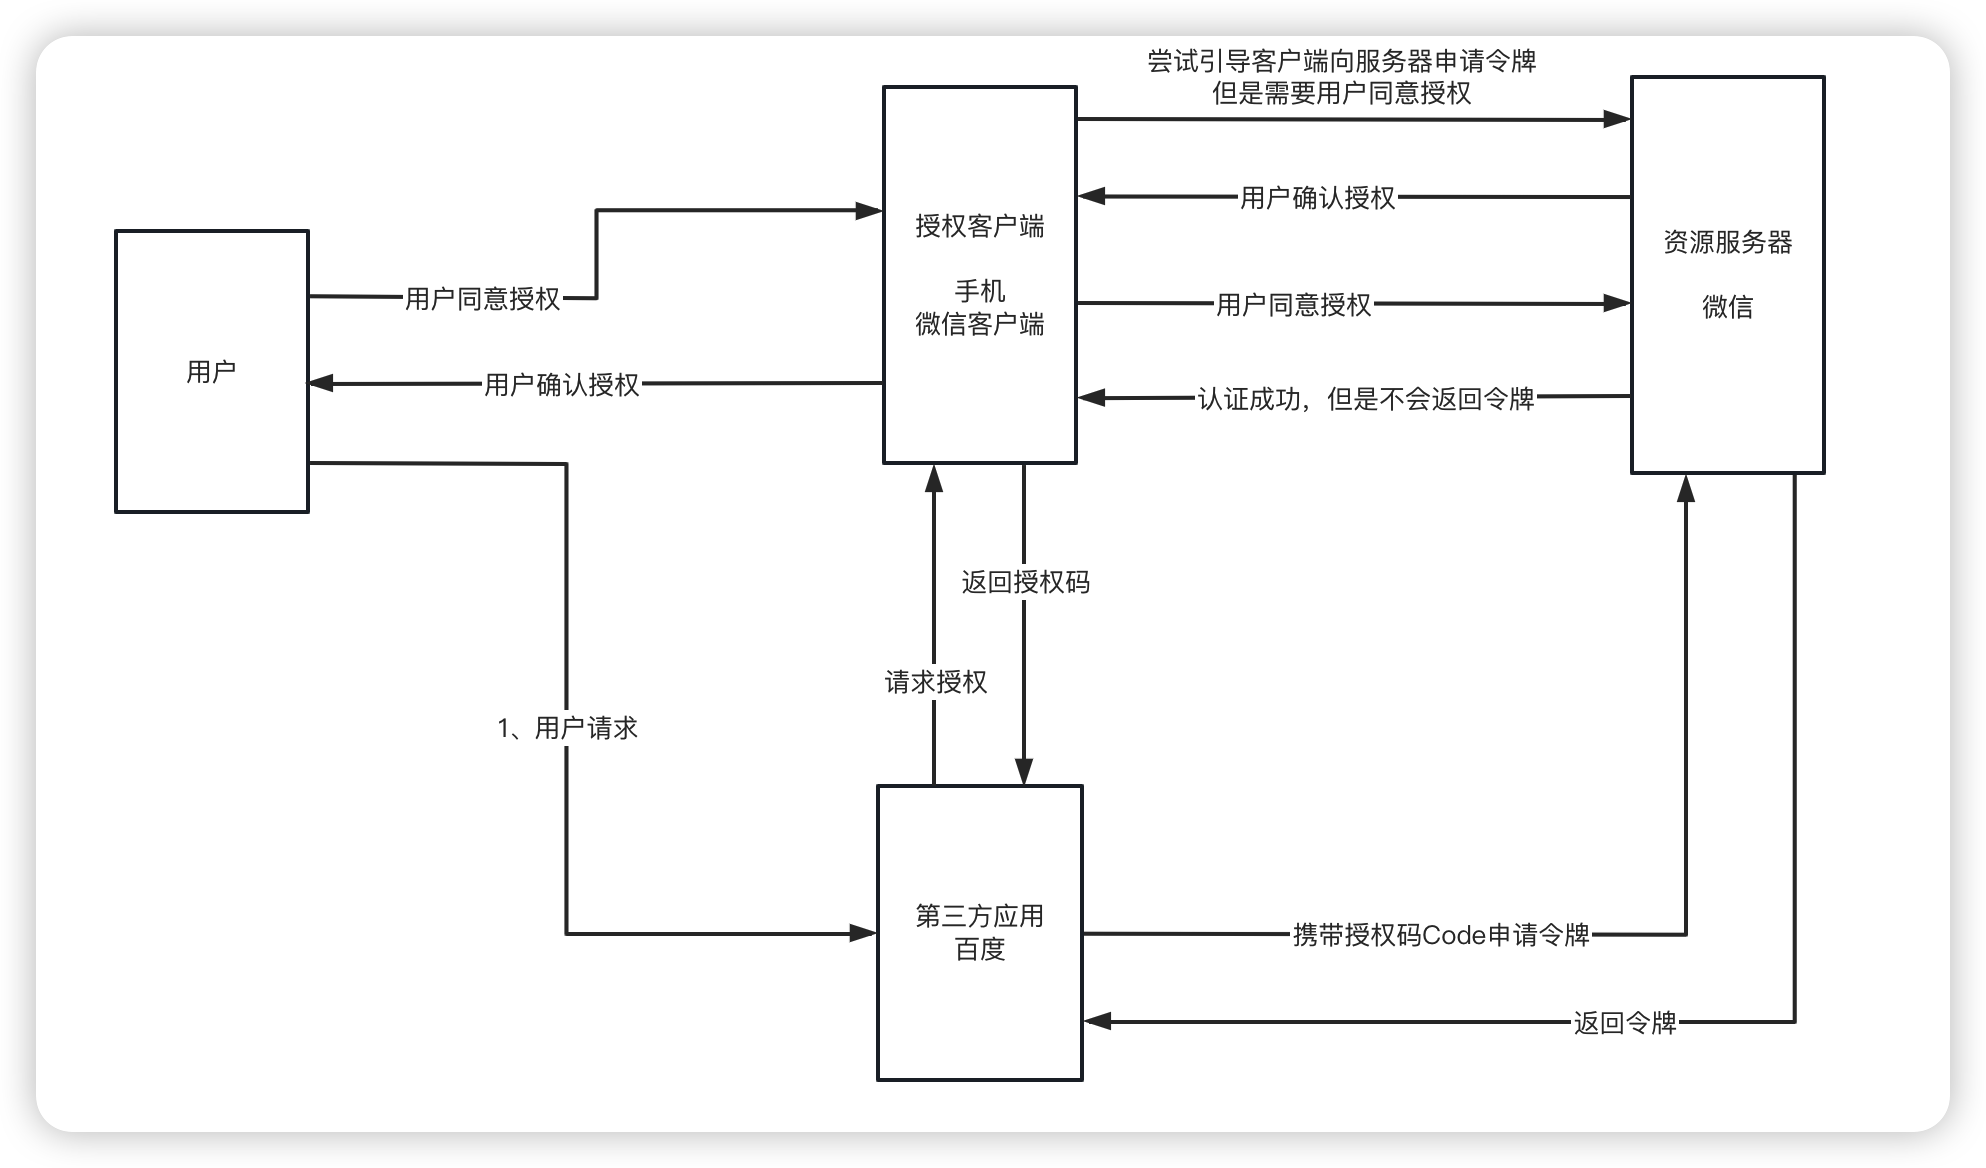 尝试引导客户端向服务器申请令牌
但是需要用户同意授权
用户确认授权
授权客户端
手机
微信客户端
资源服务器
微信
用户同意授权
用户同意授权
用户
用户确认授权
认证成功，但是不会返回令牌
返回授权码
请求授权
1、用户请求
第三方应用
百度
携带授权码Code申请令牌
返回令牌